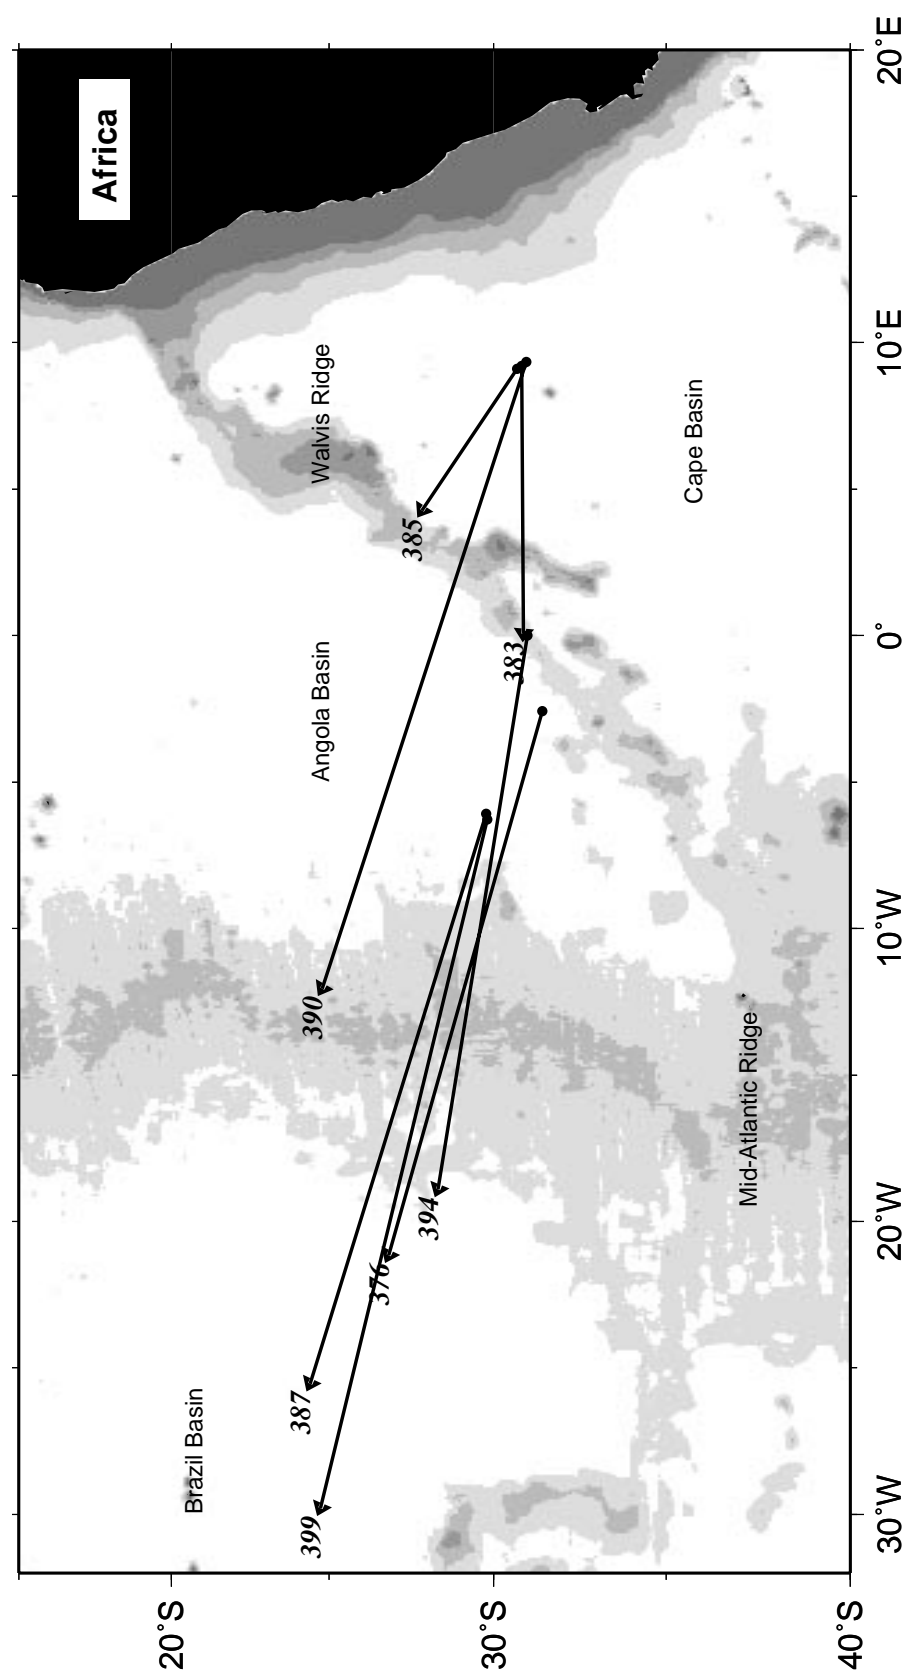 Africa
20°E
10°E
0°
10°W
20°W
30°W
20°S
30°S
40°S
Walvis Ridge
Cape Basin
Angola Basin
Mid-Atlantic Ridge
Brazil Basin
385
383
390
394
376
387
399